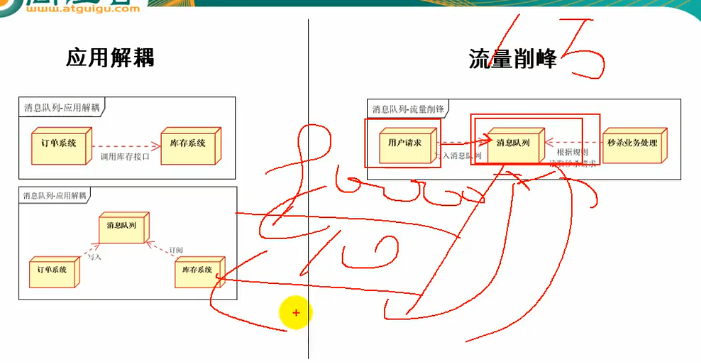 www.atguigu.com
应用解耦
消息队列-应用解耦
订单系统
调用库存接口
库存系统
消息队列-应用解耦
消息队列
写入
订阅
订单系统
库存系统
流量削峰
消息队列-流量削锋
用户请求
写入消息队列
消息队列
根据规则
读取秒杀请求
秒杀业务处理